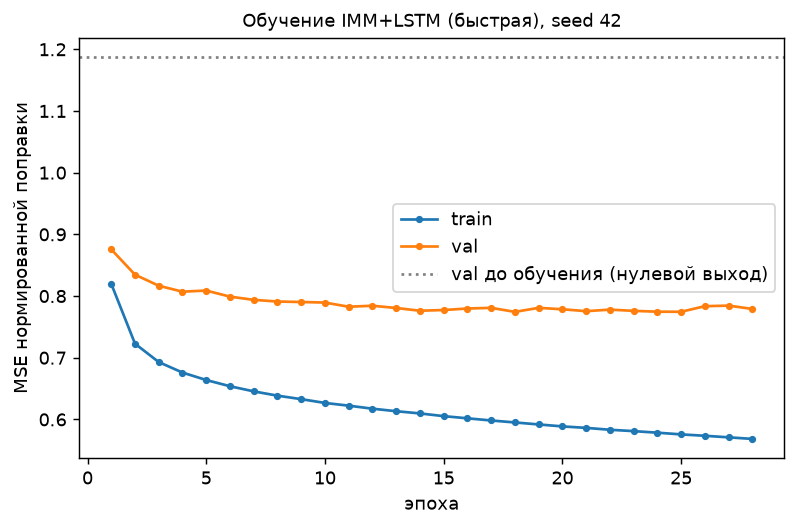 Обучение IMM+LSTM (быстрая), seed 42
MSE нормированной поправки
1.2
1.1
1.0
0.9
0.8
0.7
0.6
train
val
val до обучения (нулевой выход)
0 5 10 15 20 25
эпоха